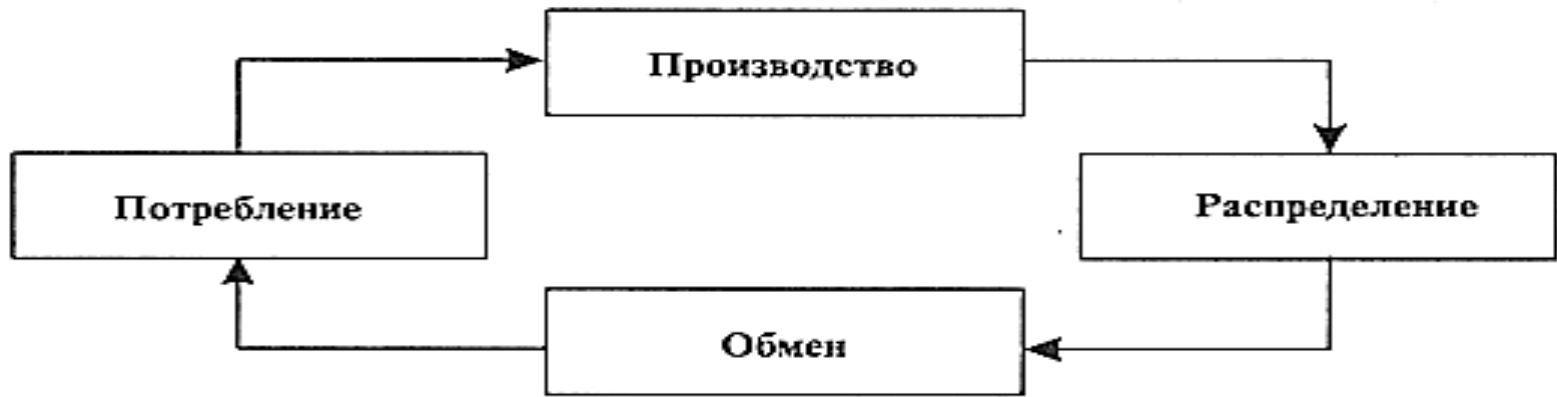 Производство
Потребление
Распределение
Обмен